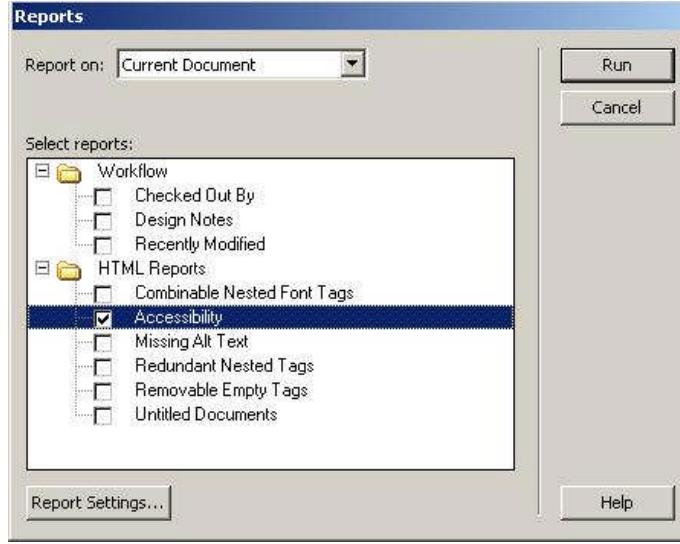 Reports
Report on: Current Document
Run
Cancel
Select reports:
Workflow
Checked Out By
Design Notes
Recently Modified
HTML Reports
Combinable Nested Font Tags
Accessibility
Missing Alt Text
Redundant Nested Tags
Removable Empty Tags
Untitled Documents
Report Settings...
Help